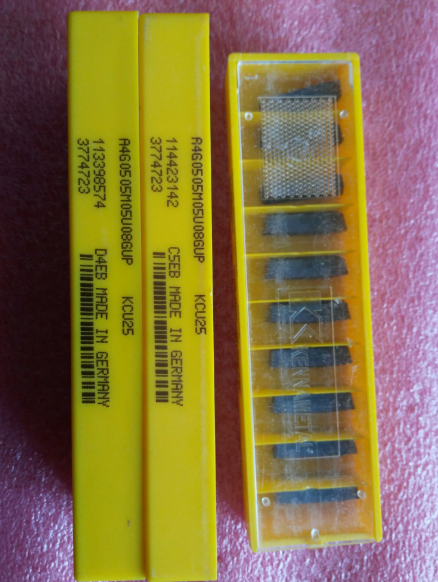 A4G0505M05U08GUP KCU25
113398574
3774723 D4EB MADE IN GERMANY
A4G0505M05U08GUP KCU25
114423142
3774723 C5EB MADE IN GERMANY
KENNAMETAL